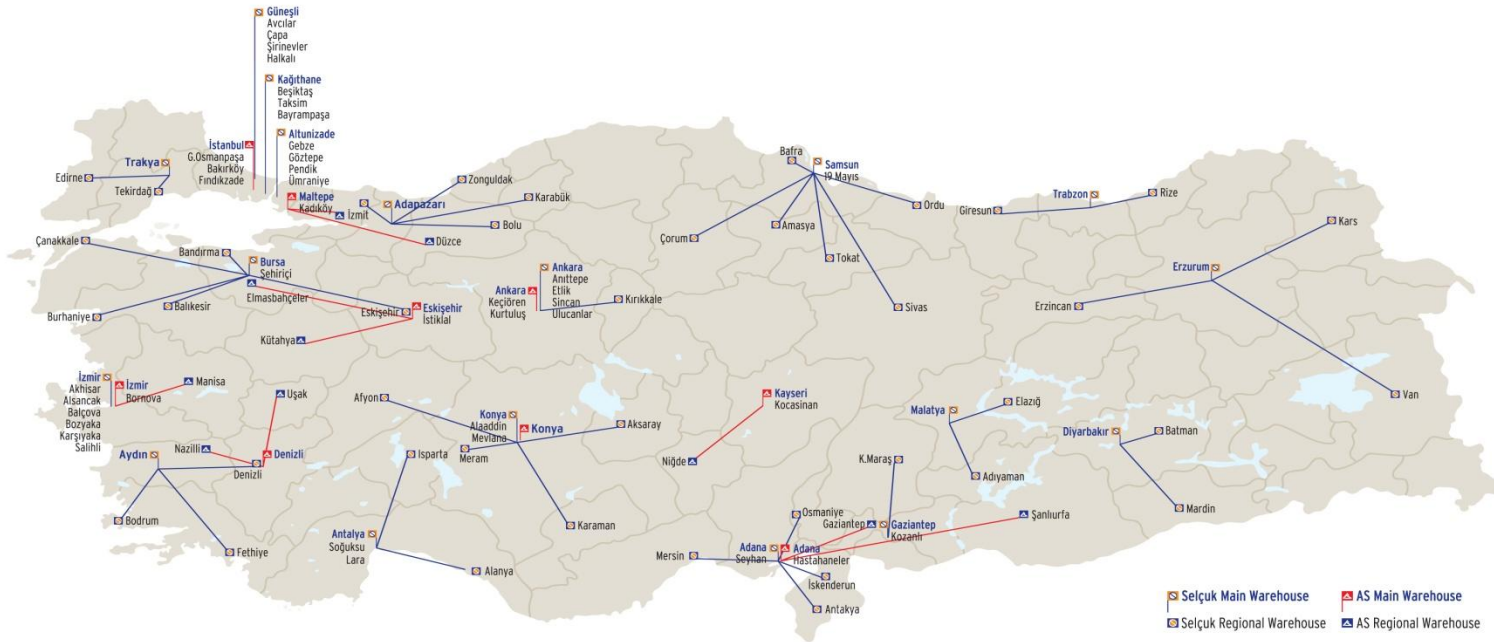 Güneşli
Avcılar
Çapa
Şirinevler
Halkalı
Kağıthane
Beşiktaş
Taksim
Bayrampaşa
Altunizade
Gebze
Göztepe
Pendik
Ümraniye
İstanbul
G.Osmanpaşa
Bakırköy
Fındıkzade
Trakya
Edirne
Tekirdağ
Maltepe
Kadıköy
İzmit
Adapazarı
Zonguldak
Karabük
Bolu
Düzce
Bafra
Samsun
19 Mayıs
Ordu
Çorum
Amasya
Tokat
Sivas
Giresun
Trabzon
Rize
Kars
Erzurum
Erzincan
Van
Çanakkale
Bandırma
Bursa
Şehiriçi
Elmasbahçeler
Balıkesir
Burhaniye
Eskişehir
Eskişehir
İstiklal
Kütahya
Ankara
Anıttepe
Etlik
Sincan
Ulucanlar
Ankara
Keçiören
Kurtuluş
Kırıkkale
İzmir
Akhisar
Alsancak
Balçova
Bozyaka
Karşıyaka
Salihli
İzmir
Bornova
Manisa
Uşak
Nazilli
Aydın
Denizli
Denizli
Bodrum
Fethiye
Afyon
Isparta
Konya
Alaaddin
Mevlana
Meram
Konya
Aksaray
Karaman
Antalya
Soğuksu
Lara
Alanya
Kayseri
Kocasinan
Niğde
Malatya
Elazığ
Adıyaman
Diyarbakır
Batman
Mardin
K.Maraş
Osmaniye
Gaziantep
Gaziantep
Kozanlı
Şanlıurfa
Mersin
Adana
Seyhan
Adana
Hastahaneler
İskenderun
Antakya
Selçuk Main Warehouse
AS Main Warehouse
Selçuk Regional Warehouse
AS Regional Warehouse